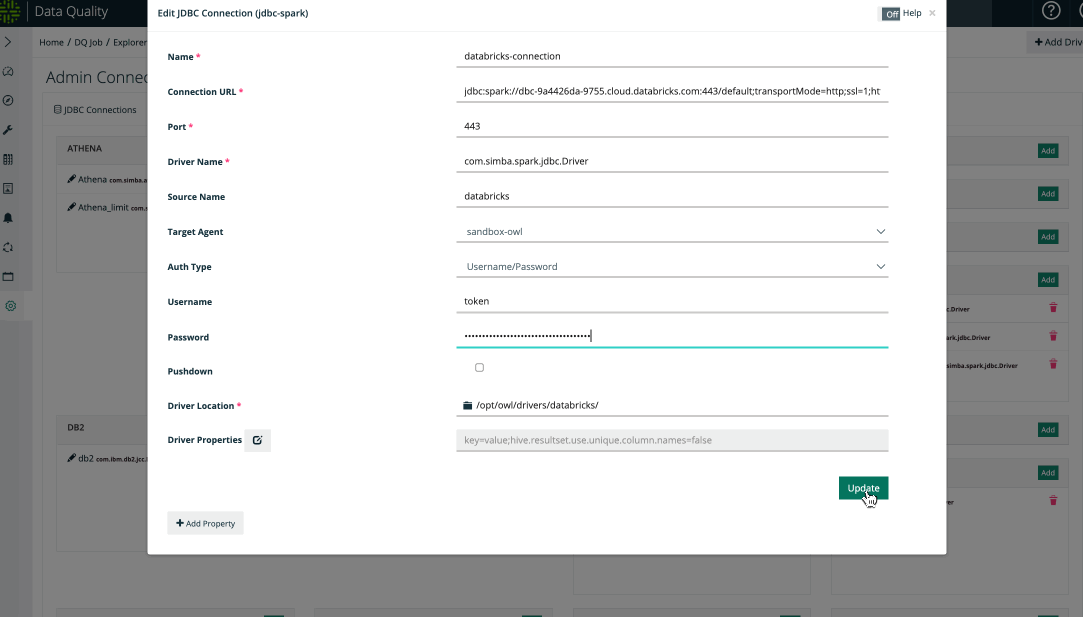 Data Quality
Edit JDBC Connection (jdbc-spark)
Off Help ×
Home / DQ Job / Explorer
Add Driv
Admin Connec
JDBC Connections
Name *
databricks-connection
Connection URL *
jdbc:spark://dbc-9a4426da-9755.cloud.databricks.com:443/default;transportMode=http;ssl=1;ht
Port *
443
ATHENA
Add
Driver Name *
com.simba.spark.jdbc.Driver
Athena com.simba.a
Source Name
databricks
Add
Athena_limit com.
Target Agent
sandbox-owl
Add
Auth Type
Username/Password
Add
Username
token
c.Driver
Password
••••••••••••••••••••••••••••••••••••
ark.jdbc.Driver
Pushdown
simba.spark.jdbc.Driver
Driver Location *
/opt/owl/drivers/databricks/
DB2
Add
Driver Properties
key=value;hive.resultset.use.unique.column.names=false
db2 com.ibm.db2.jcc.
Add
Update
Add Property